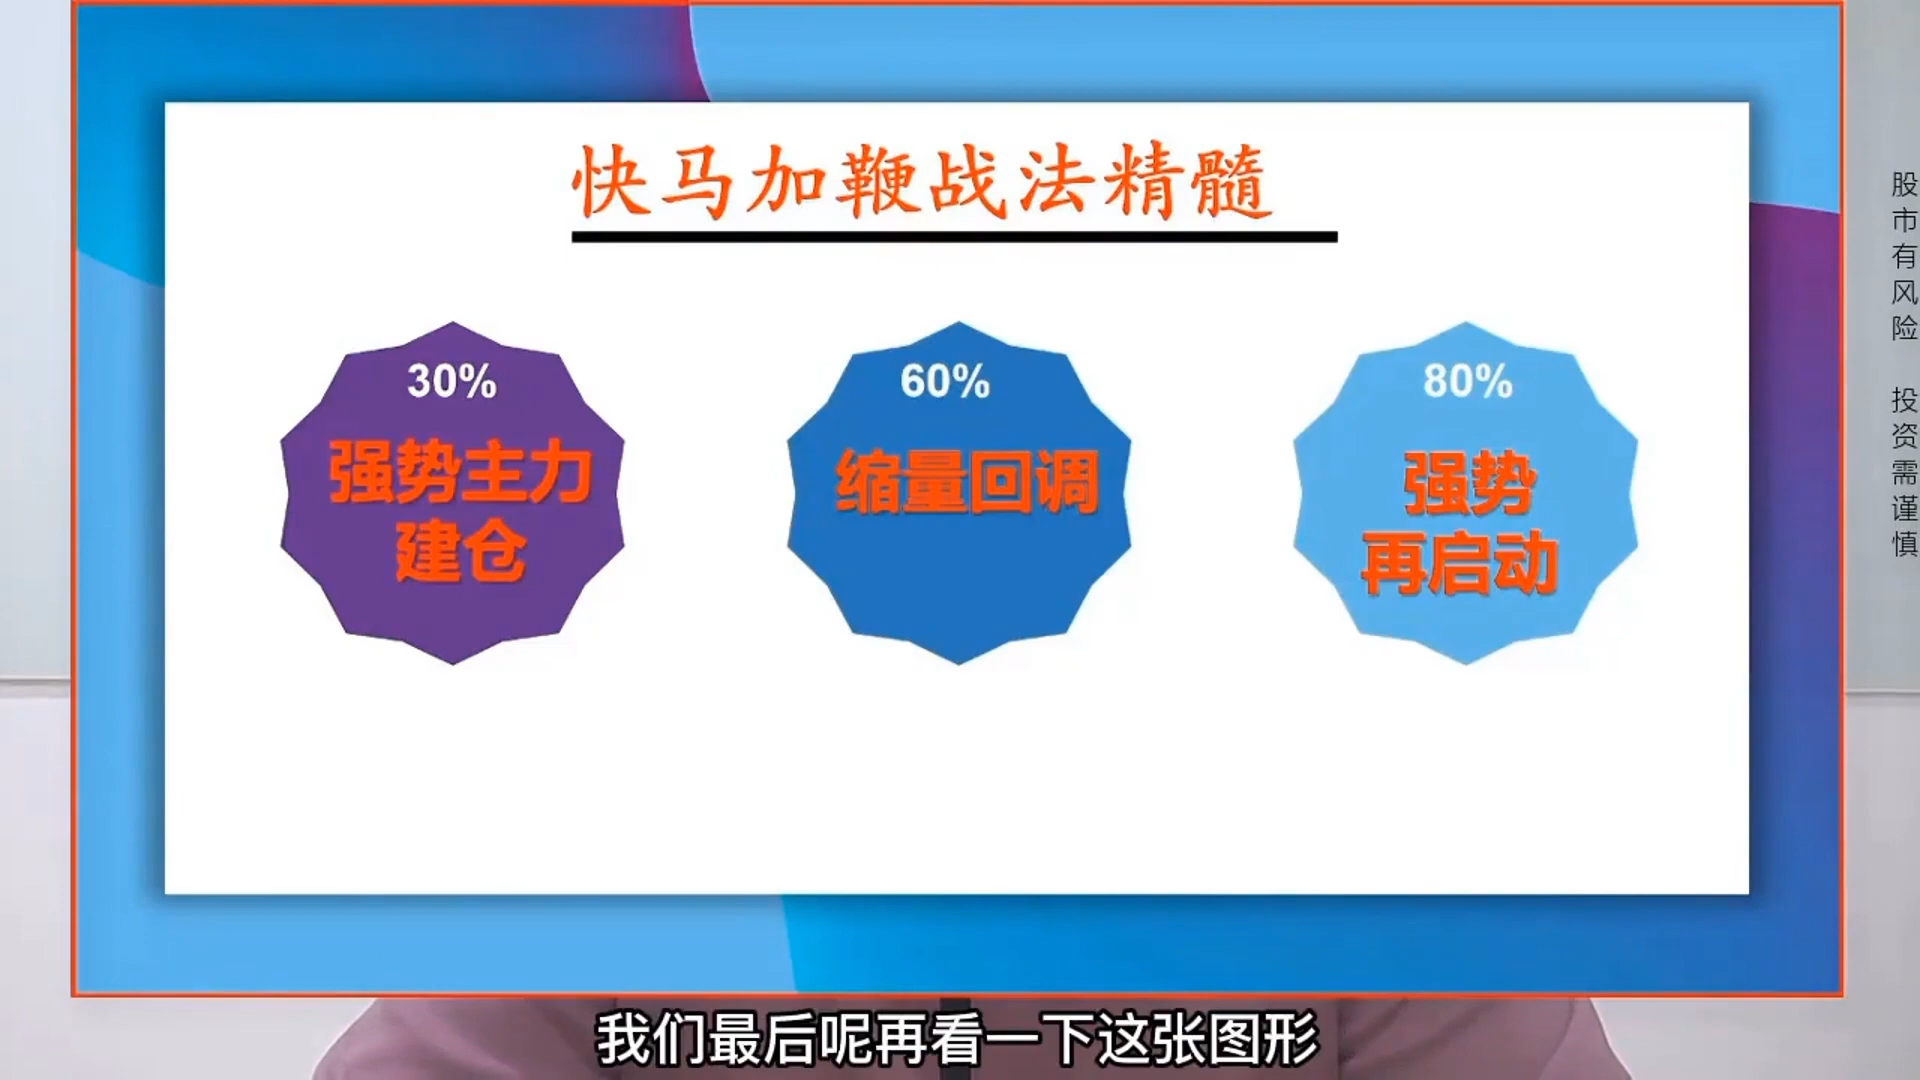 快马加鞭战法精髓
30%
强势主力
建仓
60%
缩量回调
80%
强势
再启动
股市有风险 投资需谨慎
我们最后呢再看一下这张图形